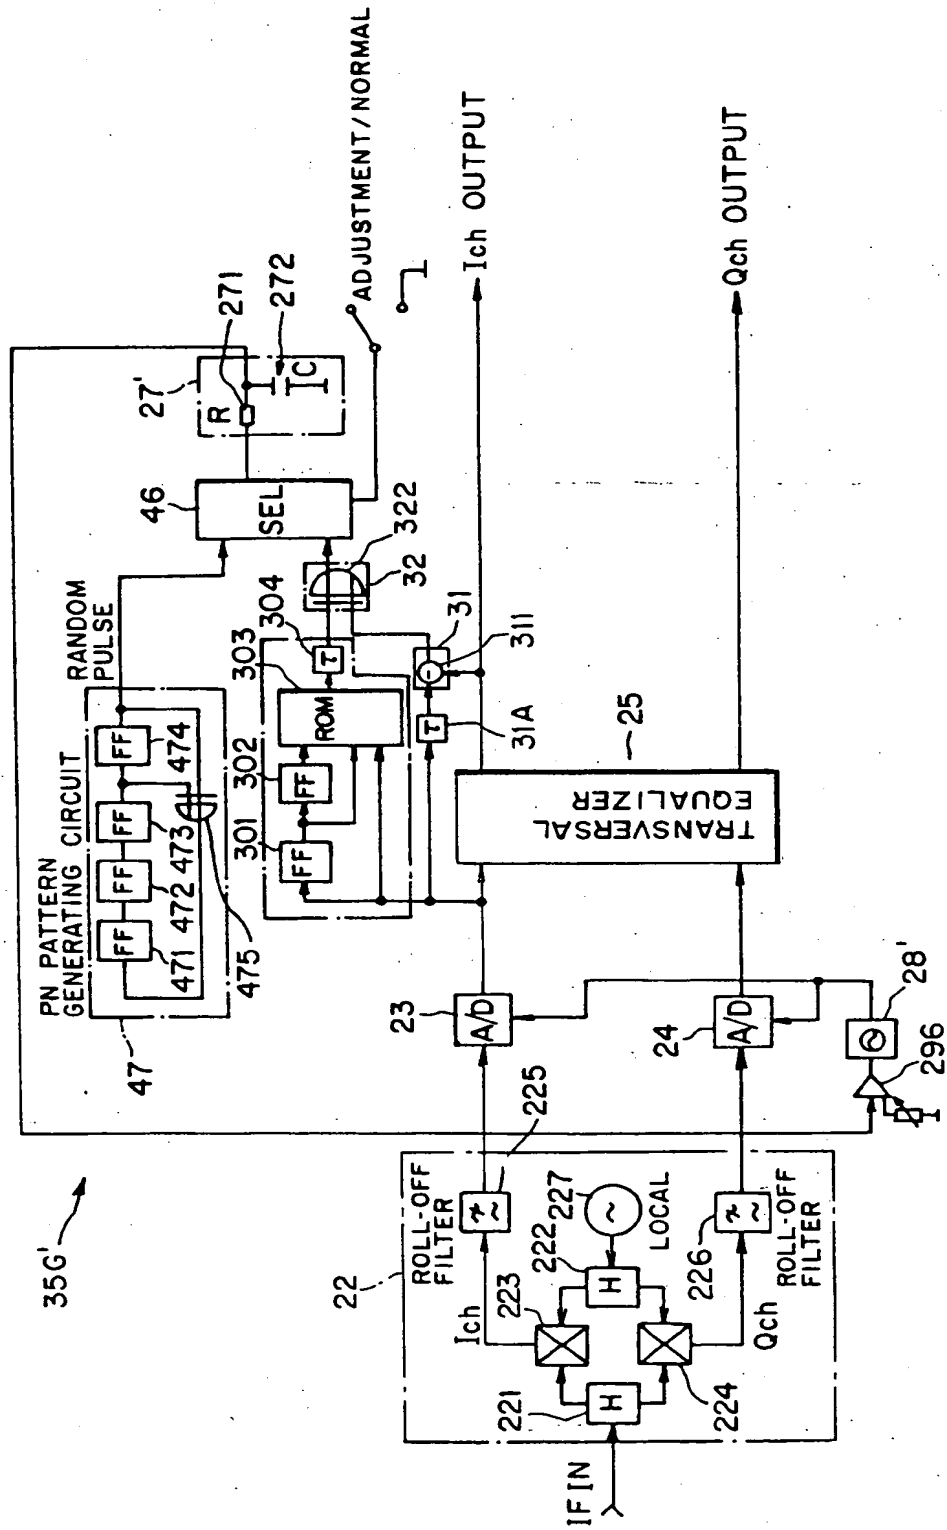 35G'
PN PATTERN
GENERATING CIRCUIT
47
FF
FF
FF
FF
471
472
473
474
475
RANDOM
PULSE
46
SEL
27'
R
271
272
C
ADJUSTMENT/NORMAL
301
302
303
304
FF
FF
ROM
τ
322
32
31
311
−
τ
31A
Ich OUTPUT
Qch OUTPUT
25
TRANSVERSAL
EQUALIZER
23
A/D
24
A/D
28'
296
22
ROLL-OFF
FILTER
225
Ich
223
222
227
~
LOCAL
H
221
H
224
226
Qch
ROLL-OFF
FILTER
IF IN